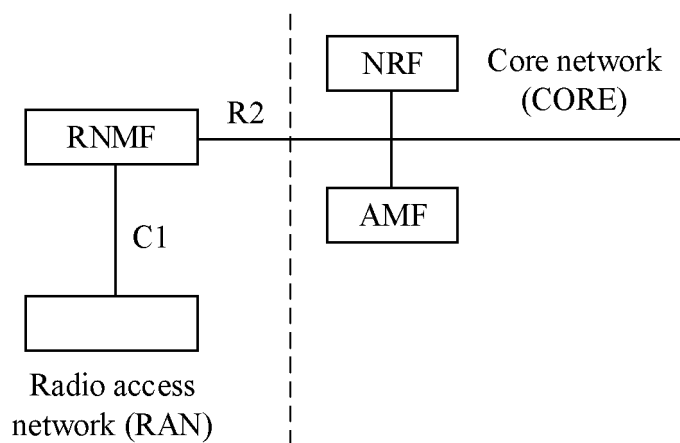 NRF
Core network
(CORE)
R2
RNMF
AMF
C1
Radio access
network (RAN)